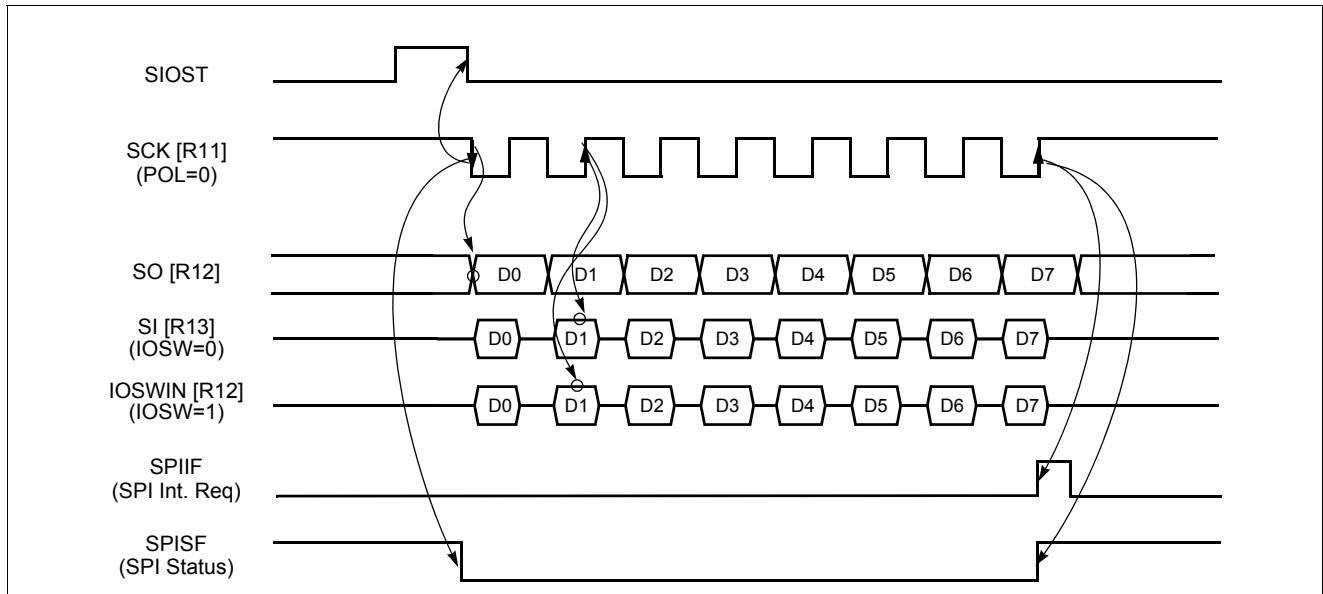 SIOST
SCK [R11]
(POL=0)
SO [R12]
D0 D1 D2 D3 D4 D5 D6 D7
SI [R13]
(IOSW=0)
D0 D1 D2 D3 D4 D5 D6 D7
IOSWIN [R12]
(IOSW=1)
D0 D1 D2 D3 D4 D5 D6 D7
SPIIF
(SPI Int. Req)
SPISF
(SPI Status)